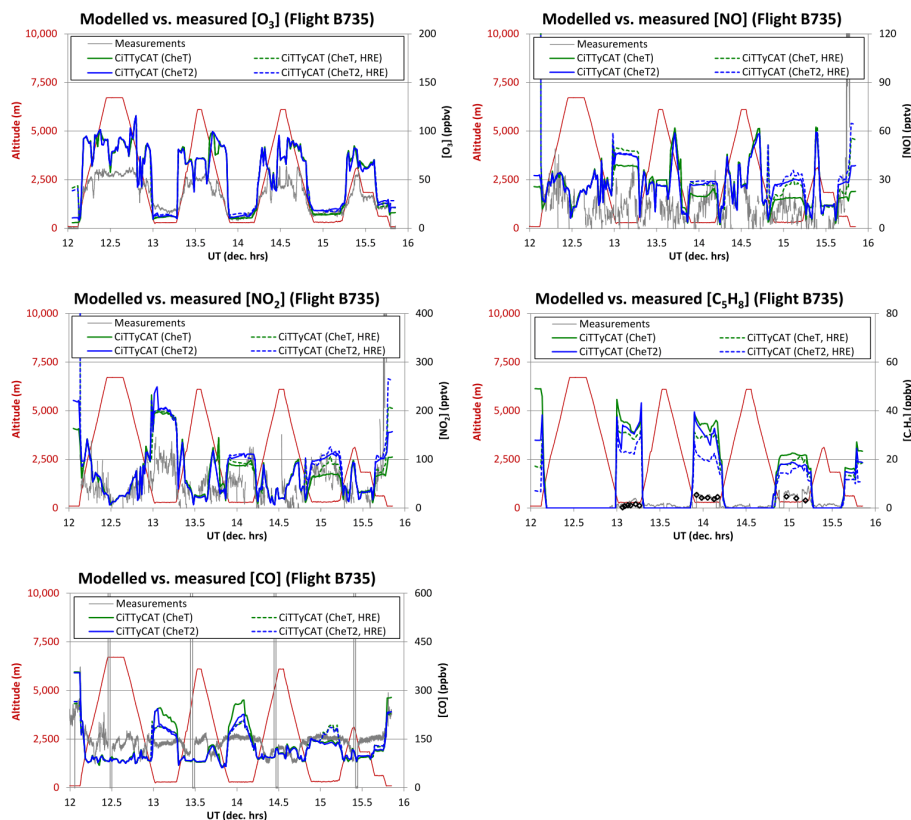 Modelled vs. measured [O3] (Flight B735)
Measurements
CiTTyCAT (CheT)
CiTTyCAT (CheT, HRE)
CiTTyCAT (CheT2)
CiTTyCAT (CheT2, HRE)
10,000
7,500
5,000
2,500
0
Altitude (m)
200
150
100
50
0
[O3] (ppbv)
12 12.5 13 13.5 14 14.5 15 15.5 16
UT (dec. hrs)
Modelled vs. measured [NO] (Flight B735)
Measurements
CiTTyCAT (CheT)
CiTTyCAT (CheT, HRE)
CiTTyCAT (CheT2)
CiTTyCAT (CheT2, HRE)
10,000
7,500
5,000
2,500
0
Altitude (m)
120
90
60
30
0
[NO] (pptv)
12 12.5 13 13.5 14 14.5 15 15.5 16
UT (dec. hrs)
Modelled vs. measured [NO2] (Flight B735)
Measurements
CiTTyCAT (CheT)
CiTTyCAT (CheT, HRE)
CiTTyCAT (CheT2)
CiTTyCAT (CheT2, HRE)
10,000
7,500
5,000
2,500
0
Altitude (m)
400
300
200
100
0
[NO2] (pptv)
12 12.5 13 13.5 14 14.5 15 15.5 16
UT (dec. hrs)
Modelled vs. measured [C5H8] (Flight B735)
Measurements
CiTTyCAT (CheT)
CiTTyCAT (CheT, HRE)
CiTTyCAT (CheT2)
CiTTyCAT (CheT2, HRE)
10,000
7,500
5,000
2,500
0
Altitude (m)
80
60
40
20
0
(ppbv)
12 12.5 13 13.5 14 14.5 15 15.5 16
UT (dec. hrs)
Modelled vs. measured [CO] (Flight B735)
Measurements
CiTTyCAT (CheT)
CiTTyCAT (CheT, HRE)
CiTTyCAT (CheT2)
CiTTyCAT (CheT2, HRE)
10,000
7,500
5,000
2,500
0
Altitude (m)
600
450
300
150
0
[CO] (ppbv)
12 12.5 13 13.5 14 14.5 15 15.5 16
UT (dec. hrs)